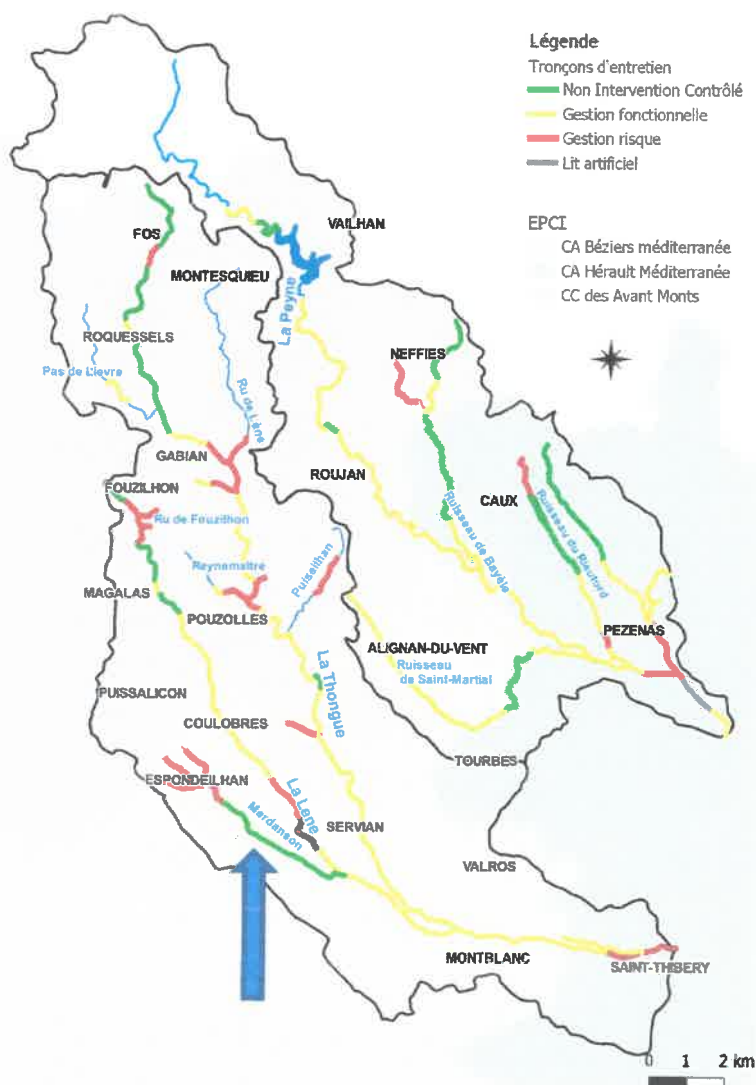 Légende
Tronçons d'entretien
Non Intervention Contrôlé
Gestion fonctionnelle
Gestion risque
Lit artificiel
EPCI
CA Béziers méditerranée
CA Hérault Méditerranée
CC des Avant Monts
VAILHAN
FOS
MONTESQUIEU
La Peyne
ROQUESSELS
NEFFIES
Pas de Lievre
Ru de Lène
GABIAN
ROUJAN
FOUZILHON
CAUX
Ru de Fouzilhon
Ruisseau de Bayèle
Ruisseau du Rieutord
Puissilhan
Reynemaître
MAGALAS
POUZOLLES
PEZENAS
ALIGNAN-DU-VENT
Ruisseau
de Saint-Martial
La Thongue
PUISSALICON
COULOBRES
TOURBES
ESPONDEILHAN
La Lene
Mardanson
SERVIAN
VALROS
MONTBLANC
SAINT-THIBERY
0 1 2 km